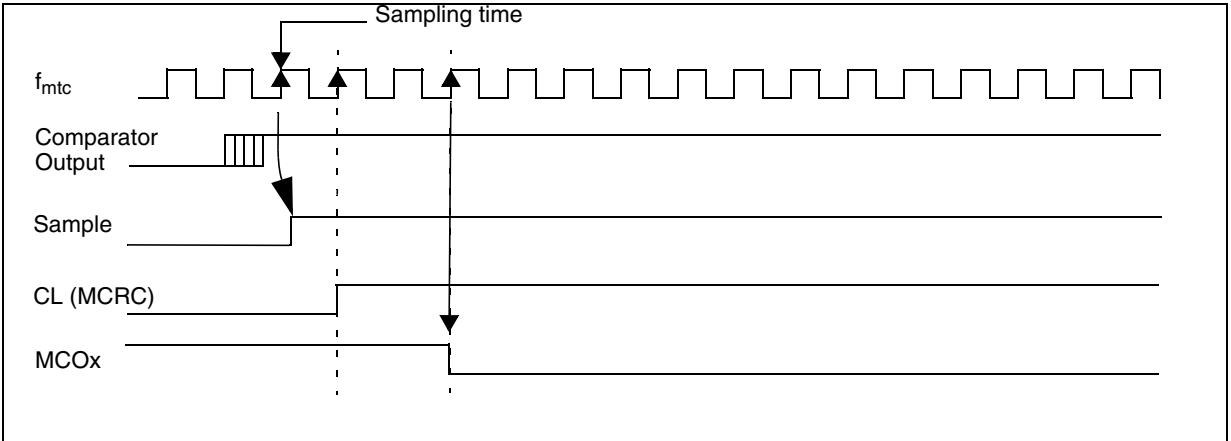 Sampling time
fmtc
Comparator
Output
Sample
CL (MCRC)
MCOx